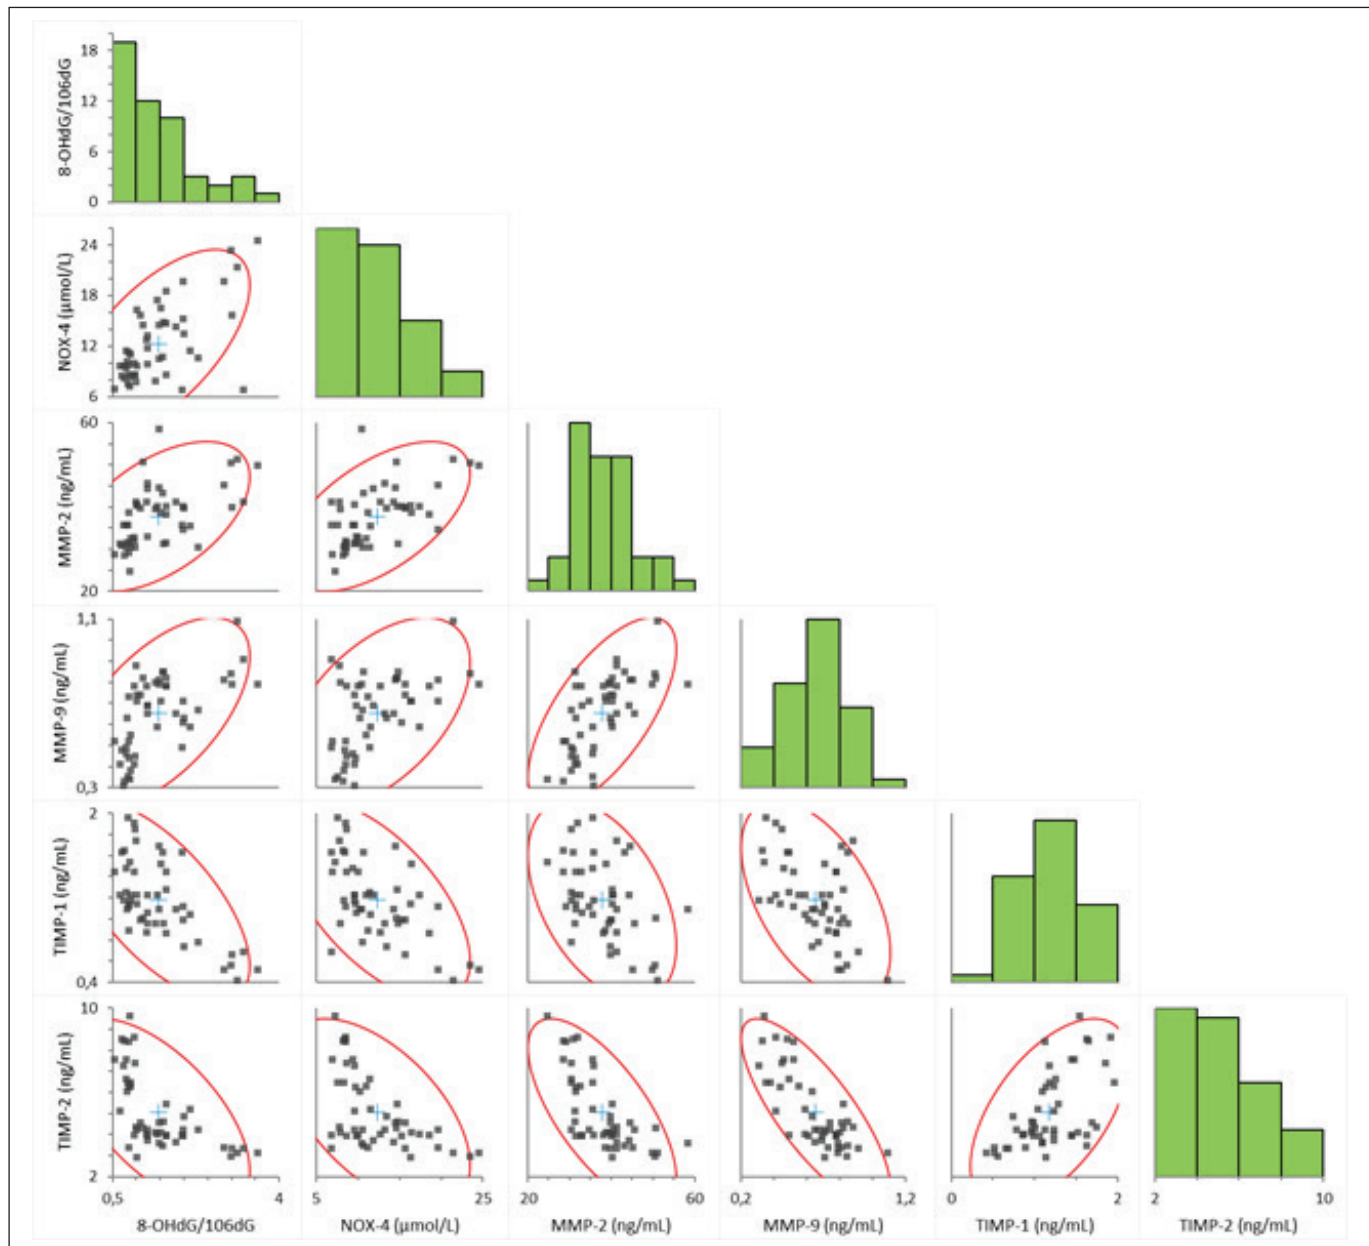 8-OHdG/106dG
18
12
6
0
NOX-4 (µmol/L)
24
18
12
6
MMP-2 (ng/mL)
60
20
MMP-9 (ng/mL)
1,1
0,3
TIMP-1 (ng/mL)
2
0,4
TIMP-2 (ng/mL)
10
2
0,5 4 5 25 20 60 0,2 1,2 0 2 2 10
8-OHdG/106dG NOX-4 (µmol/L) MMP-2 (ng/mL) MMP-9 (ng/mL) TIMP-1 (ng/mL) TIMP-2 (ng/mL)